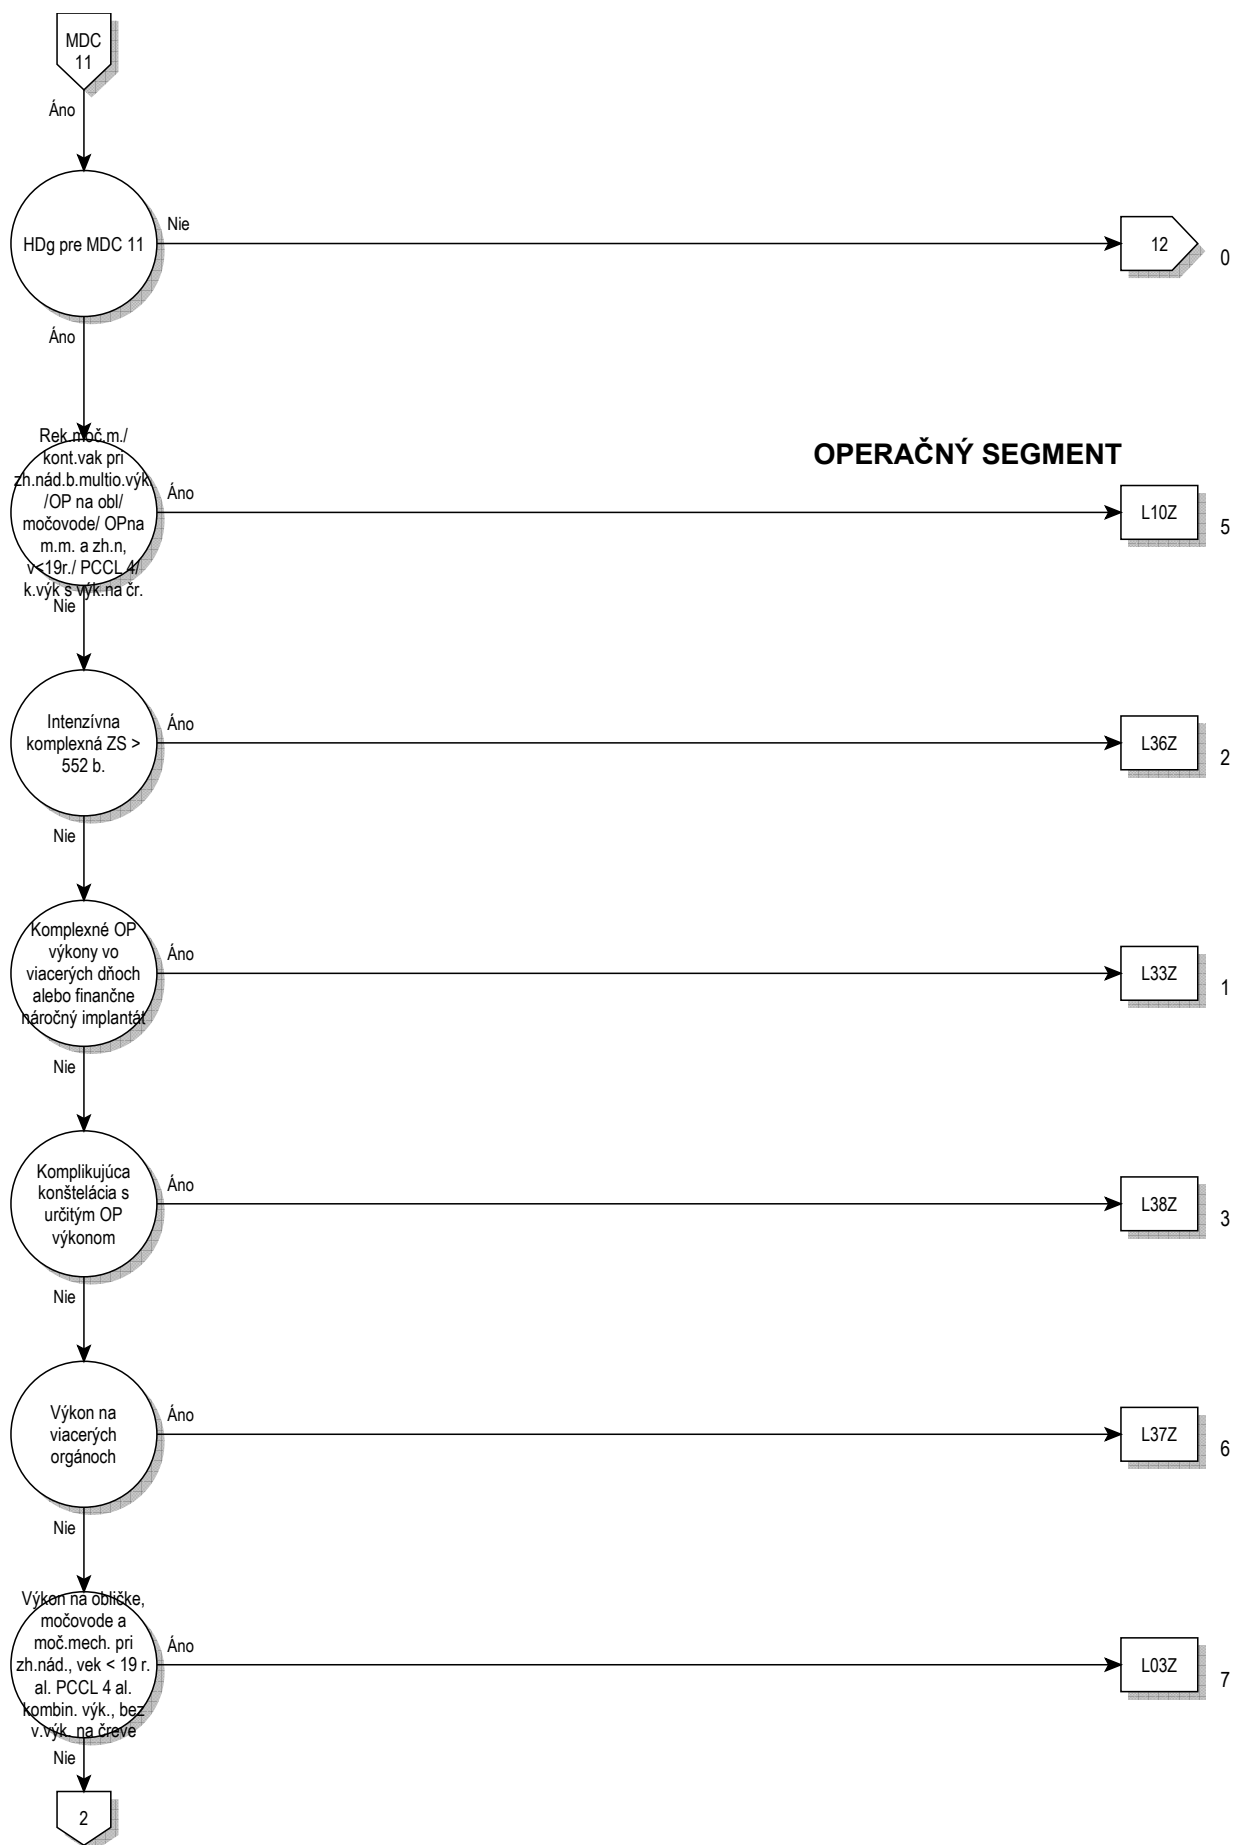 MDC
11
Áno
HDg pre MDC 11
Nie
12
0
Áno
OPERAČNÝ SEGMENT
Rek.moč.m./
kont.vak pri
zh.nád.b.multio.výk.
/OP na obl/
močovode/ OPna
m.m. a zh.n,
v<19r./ PCCL 4/
k.výk s výk.na čr.
Áno
L10Z
5
Nie
Intenzívna
komplexná ZS >
552 b.
Áno
L36Z
2
Nie
Komplexné OP
výkony vo
viacerých dňoch
alebo finančne
náročný implantát
Áno
L33Z
1
Nie
Komplikujúca
konštelácia s
určitým OP
výkonom
Áno
L38Z
3
Nie
Výkon na
viacerých
orgánoch
Áno
L37Z
6
Nie
Výkon na obličke,
močovode a
moč.mech. pri
zh.nád., vek < 19 r.
al. PCCL 4 al.
kombin. výk., bez
v.výk. na čreve
Áno
L03Z
7
Nie
2